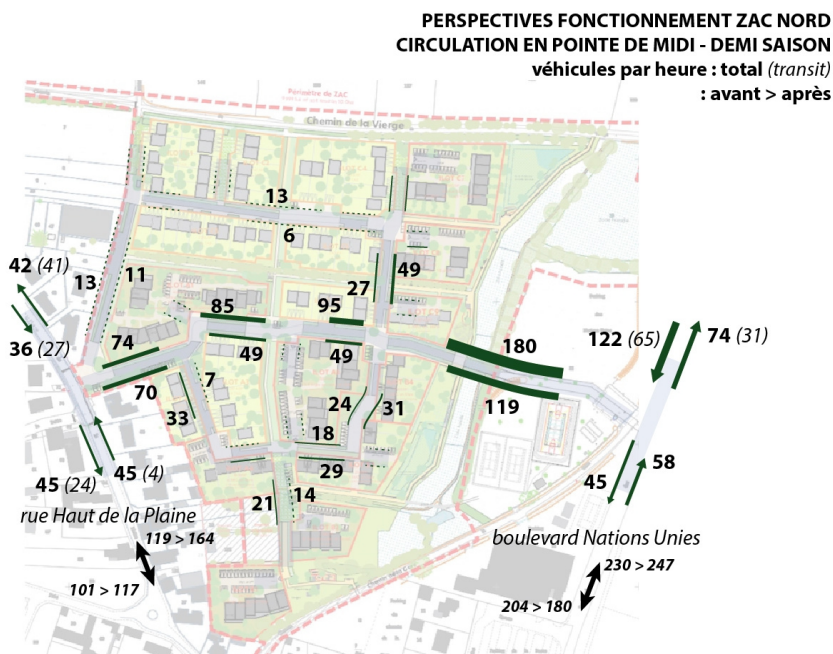 PERSPECTIVES FONCTIONNEMENT ZAC NORD
CIRCULATION EN POINTE DE MIDI - DEMI SAISON
véhicules par heure : total (transit)
: avant > après
Périmètre de ZAC
Chemin de la Vierge
13
6
42 (41)
13
11
27
49
36 (27)
85
95
180
122 (65)
74 (31)
74
49
49
70
7
119
33
24
31
18
29
45 (24)
45 (4)
21
14
45
58
rue Haut de la Plaine
119 > 164
101 > 117
boulevard Nations Unies
230 > 247
204 > 180